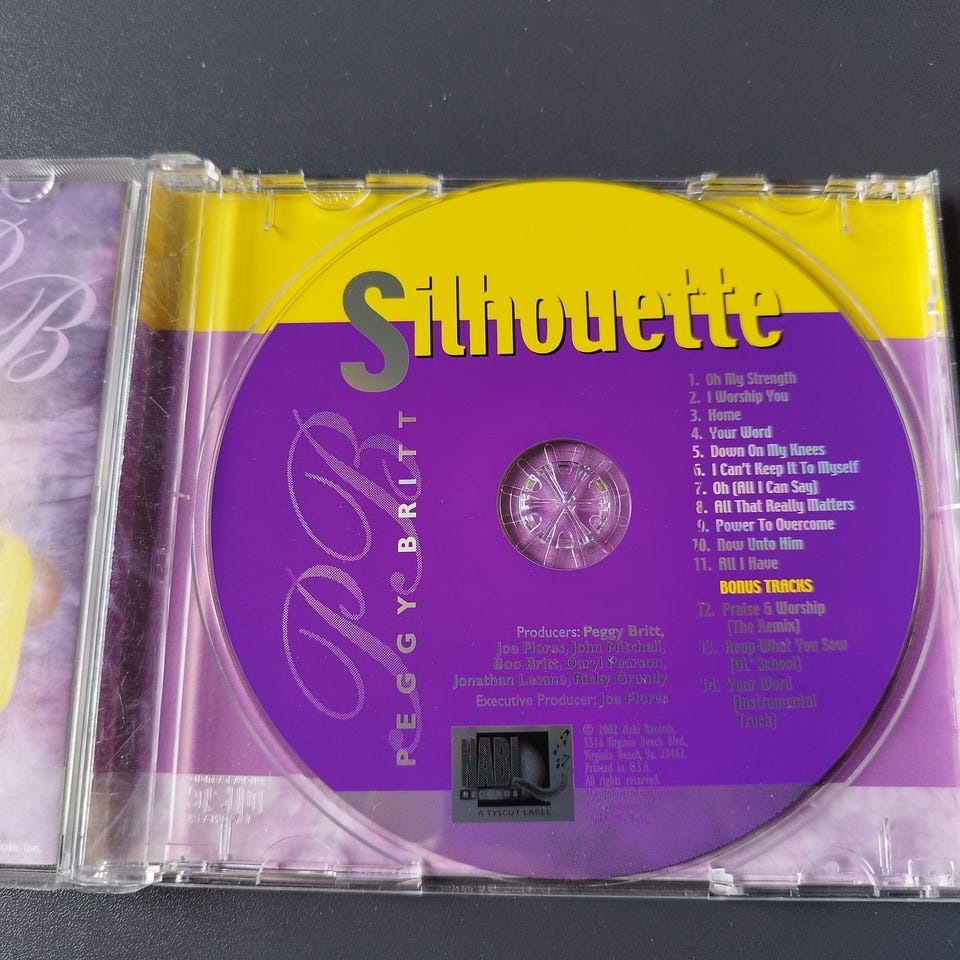 Silhouette
PEGGY BRITT
PB
B
1. Oh My Strength
2. I Worship You
3. Home
4. Your Word
5. Down On My Knees
6. I Can't Keep It To Myself
7. Oh (All I Can Say)
8. All That Really Matters
9. Power To Overcome
10. Now Unto Him
11. All I Have
BONUS TRACKS
12. Praise & Worship
(The Remix)
13. Reap What You Sow
(Ol' School)
14. Your Word
(Instrumental
Track)
Producers: Peggy Britt,
Joe Flores, John Mitchell,
Boo Britt, Daryl Pearson,
Jonathan Lesane, Ricky Grundy
Executive Producer: Joe Flores
HABI
RECORDS
A TYSCOT LABEL
© 2002 Habi Records,
5516 Virginia Beach Blvd.,
Virginia Beach, Va. 23462.
Printed in U.S.A.
All rights reserved.